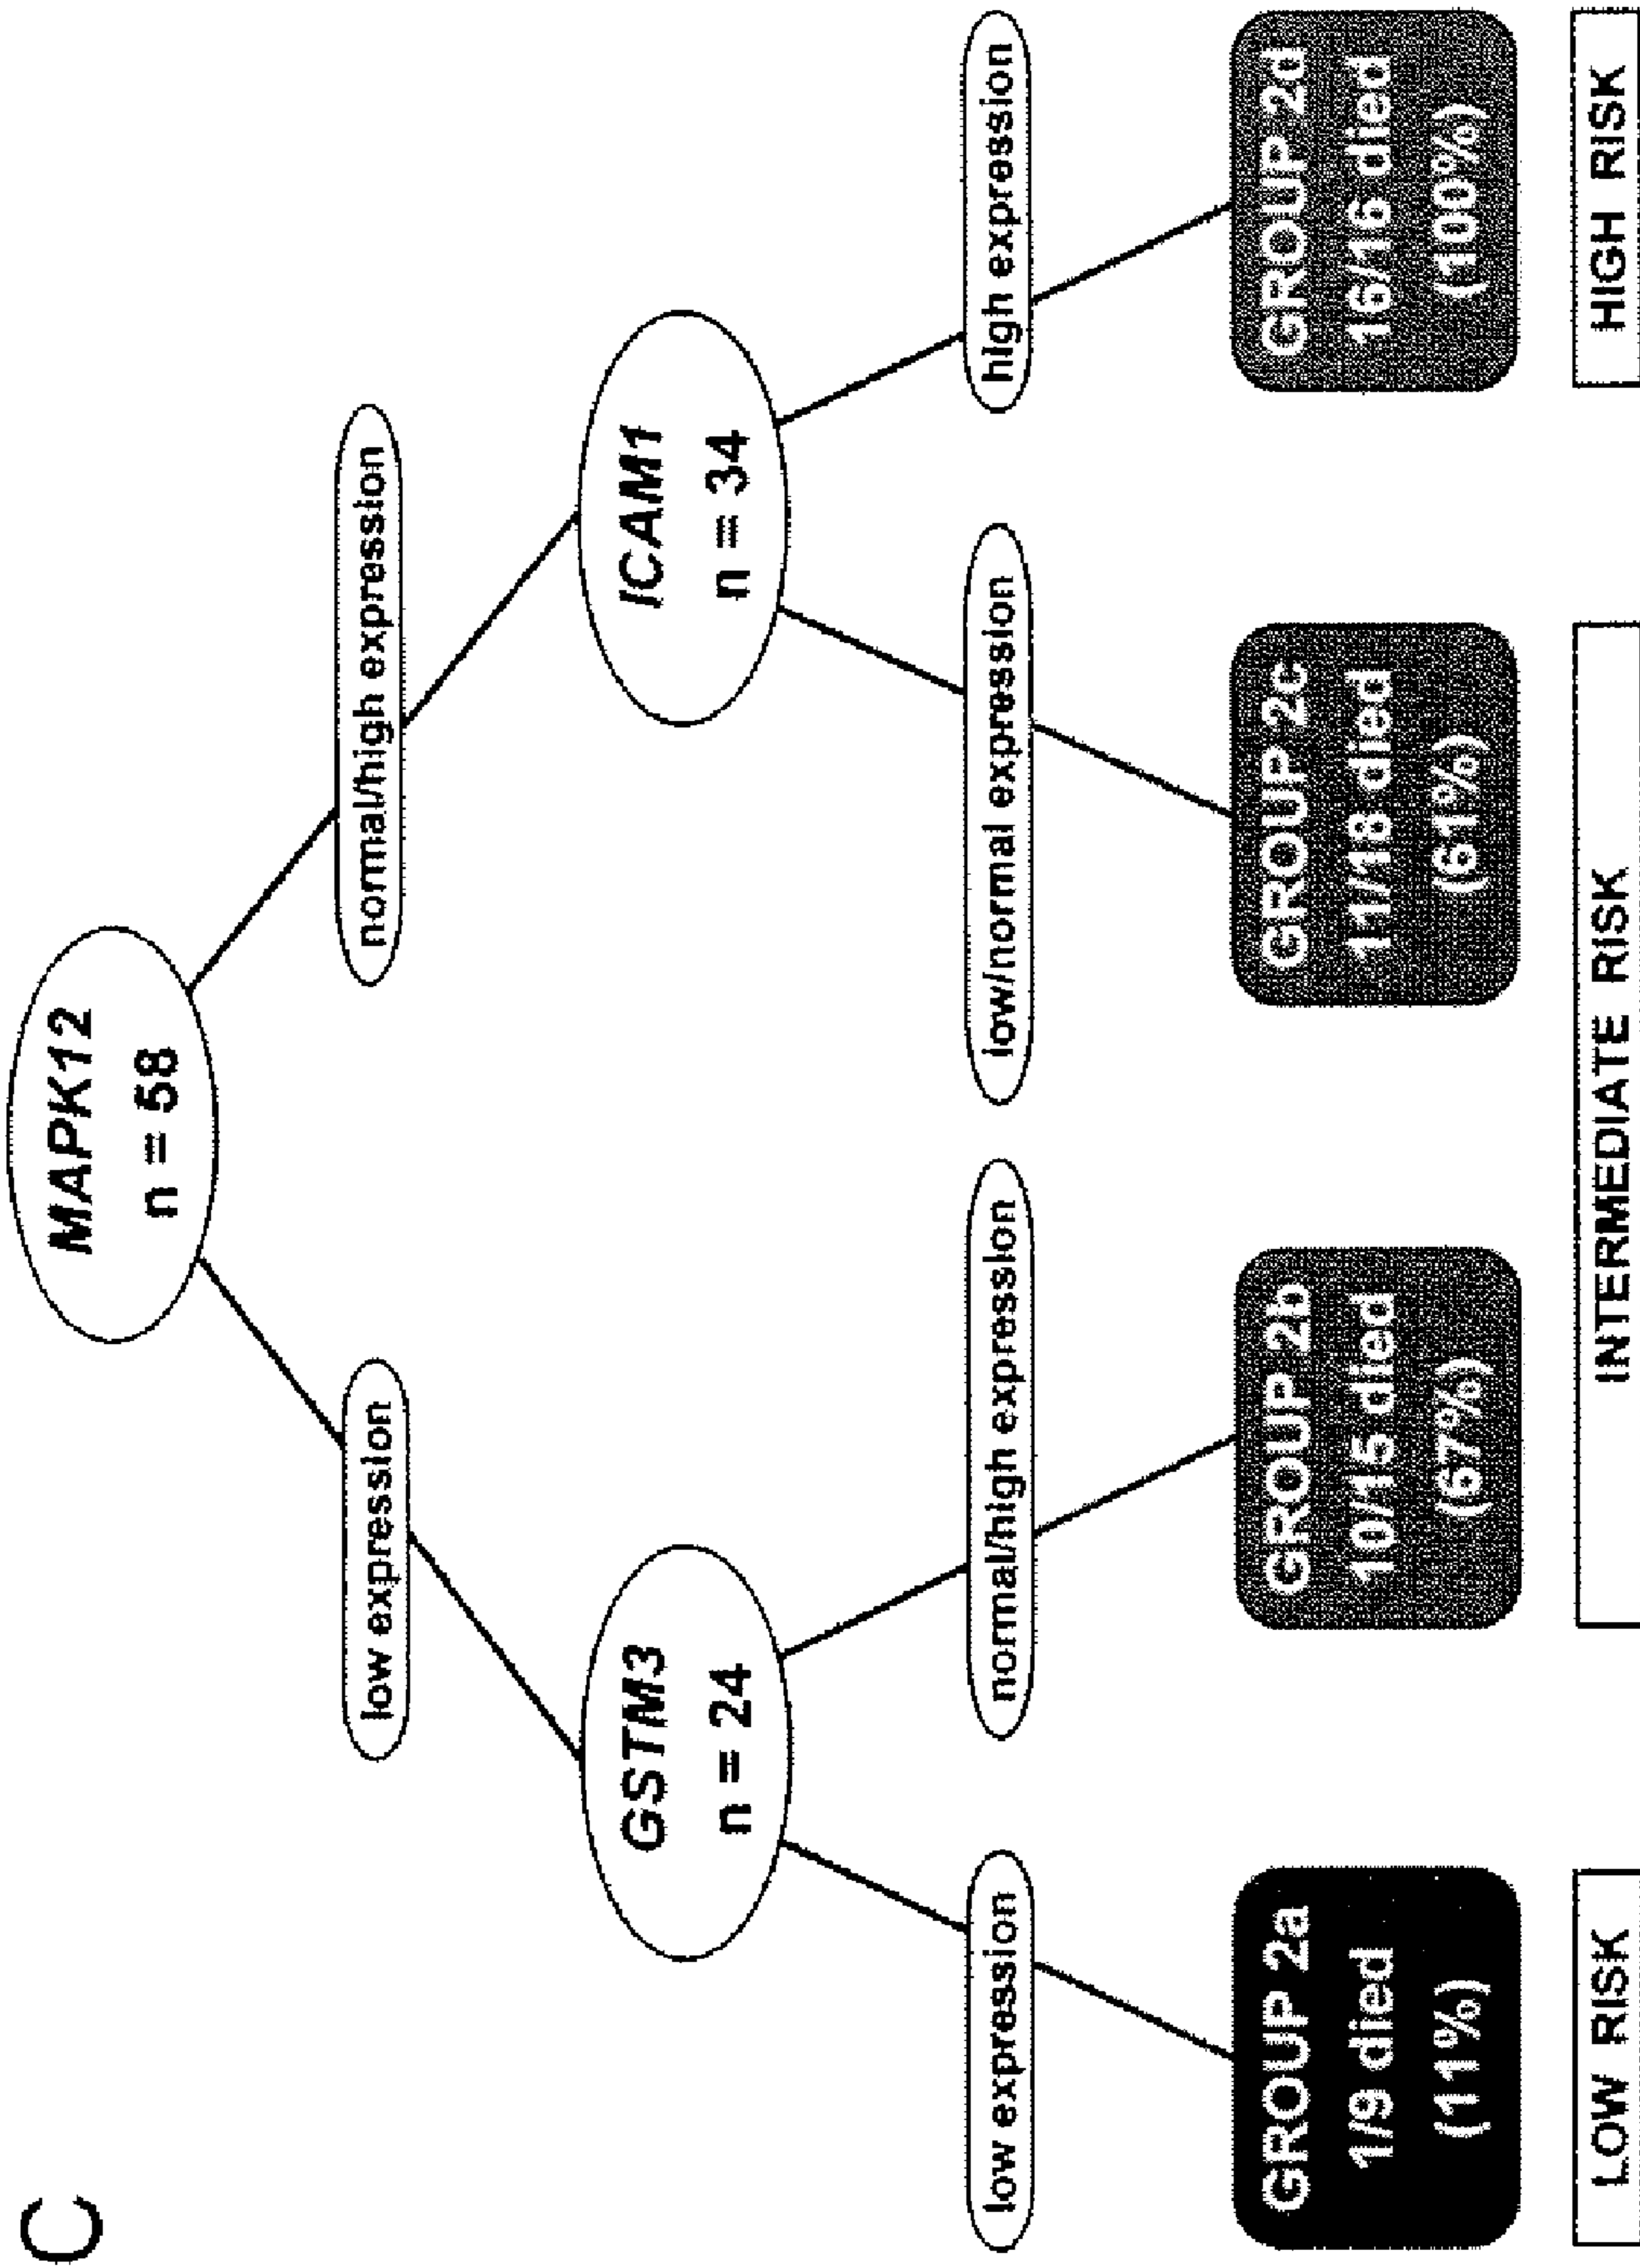 C
MAPK12
n = 58
low expression
normal/high expression
GSTM3
n = 24
ICAM1
n = 34
low expression
normal/high expression
low/normal expression
high expression
GROUP 2a
1/9 died
(11%)
GROUP 2b
10/15 died
(67%)
GROUP 2c
11/18 died
(61%)
GROUP 2d
16/16 died
(100%)
LOW RISK
INTERMEDIATE RISK
HIGH RISK